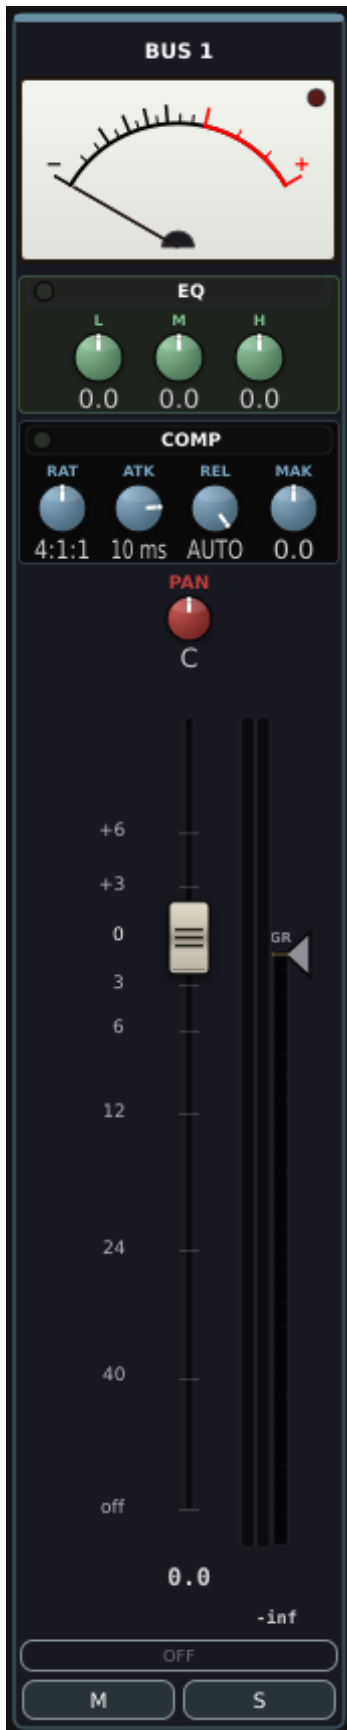 BUS 1
− +
EQ
L M H
0.0 0.0 0.0
COMP
RAT ATK REL MAK
4:1:1 10 ms AUTO 0.0
PAN
C
+6
+3
0 GR
3
6
12
24
40
off
0.0
-inf
OFF
M S